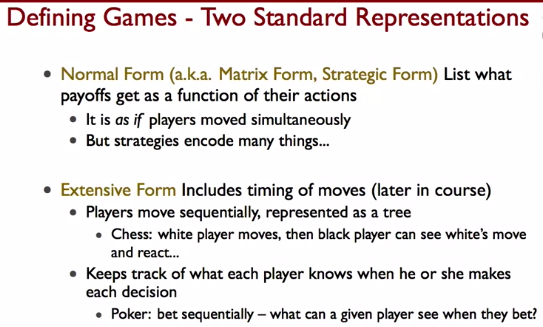 Defining Games - Two Standard Representations
• Normal Form (a.k.a. Matrix Form, Strategic Form) List what
payoffs get as a function of their actions
• It is as if players moved simultaneously
• But strategies encode many things...
• Extensive Form Includes timing of moves (later in course)
• Players move sequentially, represented as a tree
• Chess: white player moves, then black player can see white's move
and react...
• Keeps track of what each player knows when he or she makes
each decision
• Poker: bet sequentially – what can a given player see when they bet?